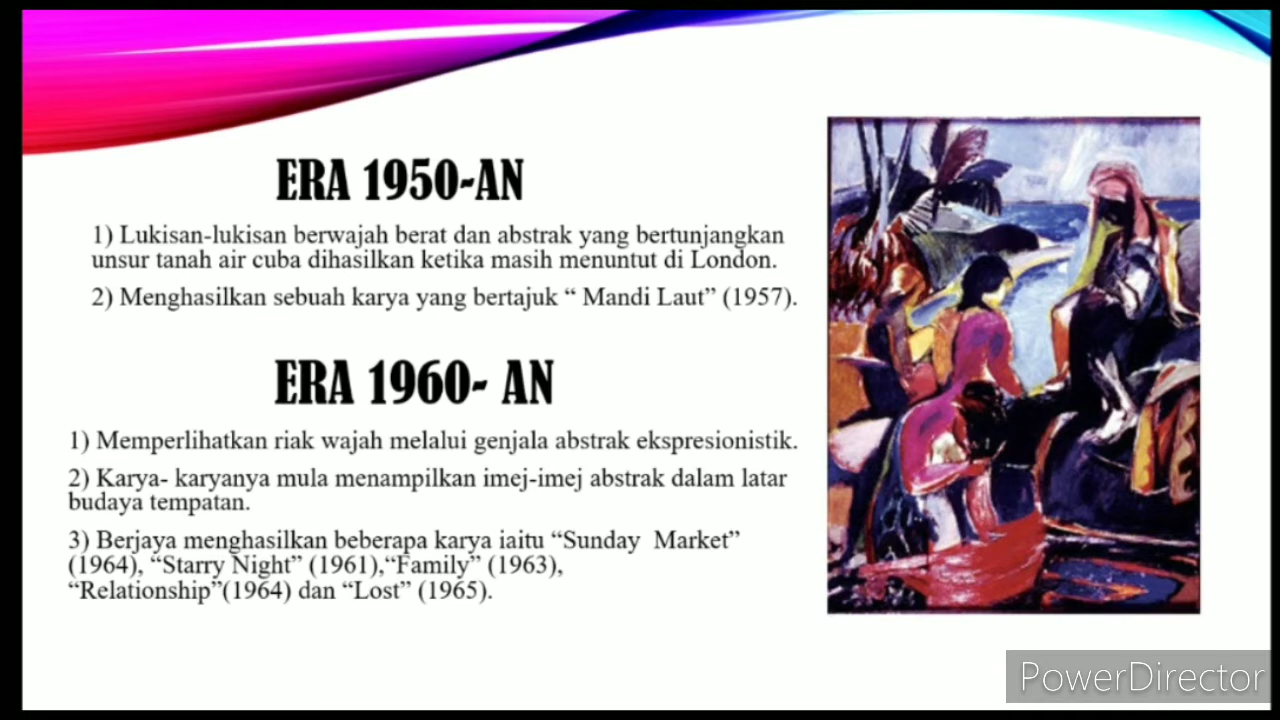 ERA 1950-AN
1) Lukisan-lukisan berwajah berat dan abstrak yang bertunjangkan
unsur tanah air cuba dihasilkan ketika masih menuntut di London.
2) Menghasilkan sebuah karya yang bertajuk “ Mandi Laut” (1957).
ERA 1960- AN
1) Memperlihatkan riak wajah melalui genjala abstrak ekspresionistik.
2) Karya- karyanya mula menampilkan imej-imej abstrak dalam latar
budaya tempatan.
3) Berjaya menghasilkan beberapa karya iaitu “Sunday  Market”
(1964), “Starry Night” (1961),“Family” (1963),
“Relationship”(1964) dan “Lost” (1965).
PowerDirector